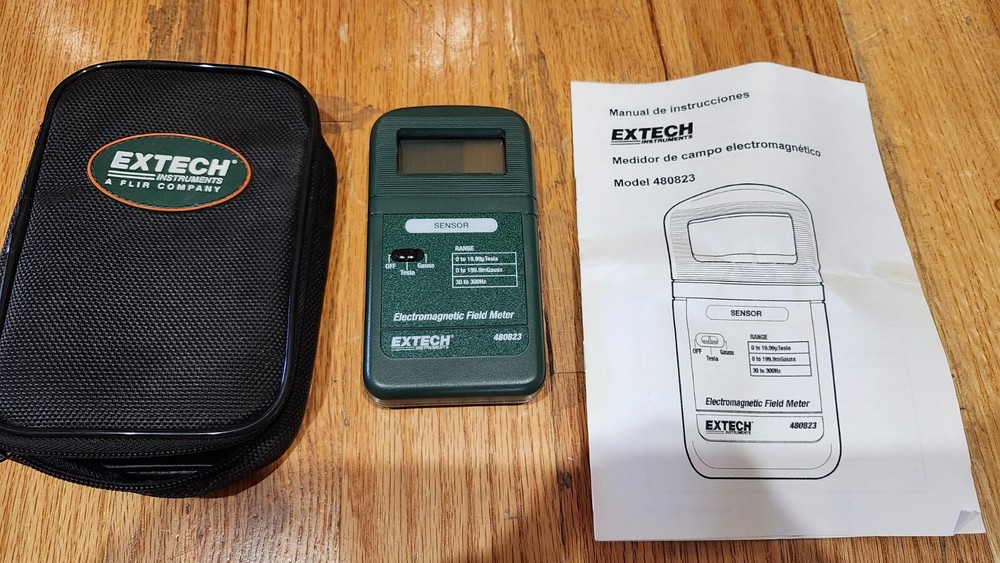 EXTECH
INSTRUMENTS
A FLIR COMPANY
SENSOR
OFF
Tesla
Gauss
RANGE
0 to 19.99µTesla
0 to 199.9mGauss
30 to 300Hz
Electromagnetic Field Meter
EXTECH
INSTRUMENTS
480823
Manual de instrucciones
EXTECH
INSTRUMENTS
Medidor de campo electromagnético
Model 480823
SENSOR
OFF
Tesla
Gauss
RANGE
0 to 19.99µTesla
0 to 199.9mGauss
30 to 300Hz
Electromagnetic Field Meter
EXTECH
INSTRUMENTS
480823